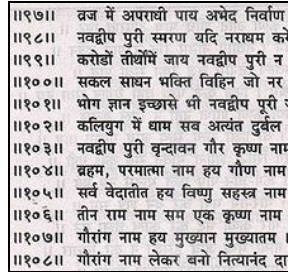 ॥९७॥ व्रज में अपराधी पाय अभेद निर्वाण
॥९८॥ नवद्वीप पुरी स्मरण यदि नराधम करे
॥९९॥ करोडों तीर्थोंमें जाय नवद्वीप पुरी न
॥१००॥ सकल साधन भक्ति विहिन जो नर
॥१०१॥ भोग ज्ञान इच्छासे भी नवद्वीप पुरी
॥१०२॥ कलियुग में धाम सब अत्यंत दुर्बल
॥१०३॥ नवद्वीप पुरी वृन्दावन गौर कृष्णा नाम
॥१०४॥ ब्रहम, परमात्मा नाम हय गौण नाम
॥१०५॥ सर्व वेदातीत हय विष्णु सहस्त्र नाम
॥१०६॥ तीन राम नाम सम एक कृष्णा नाम
॥१०७॥ गौरांग नाम हय मुख्यान मुख्यातम ।
॥१०८॥ गौरांग नाम लेकर बनो नित्यानंद दा